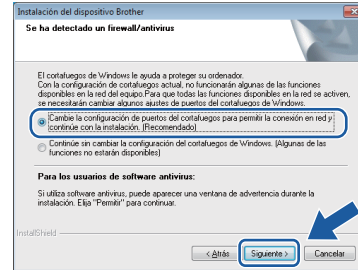 Instalación del dispositivo Brother
Se ha detectado un firewall/antivirus
El cortafuegos de Windows le ayuda a proteger su ordenador.
Con la configuración de cortafuegos actual, no funcionarán algunas de las funciones
disponibles en la red del equipo.Para que todas las funciones disponibles en la red se activen,
se necesitarán cambiar algunos ajustes de puertos del cortafuegos de Windows.
Cambie la configuración de puertos del cortafuegos para permitir la conexión en red y
continúe con la instalación. (Recomendado)
Continúe sin cambiar la configuración del cortafuegos de Windows. (Algunas de las
funciones no estarán disponibles)
Para los usuarios de software antivirus:
Si utiliza software antivirus, puede aparecer una ventana de advertencia durante la
instalación. Elija "Permitir" para continuar.
InstallShield
< Atrás Siguiente > Cancelar